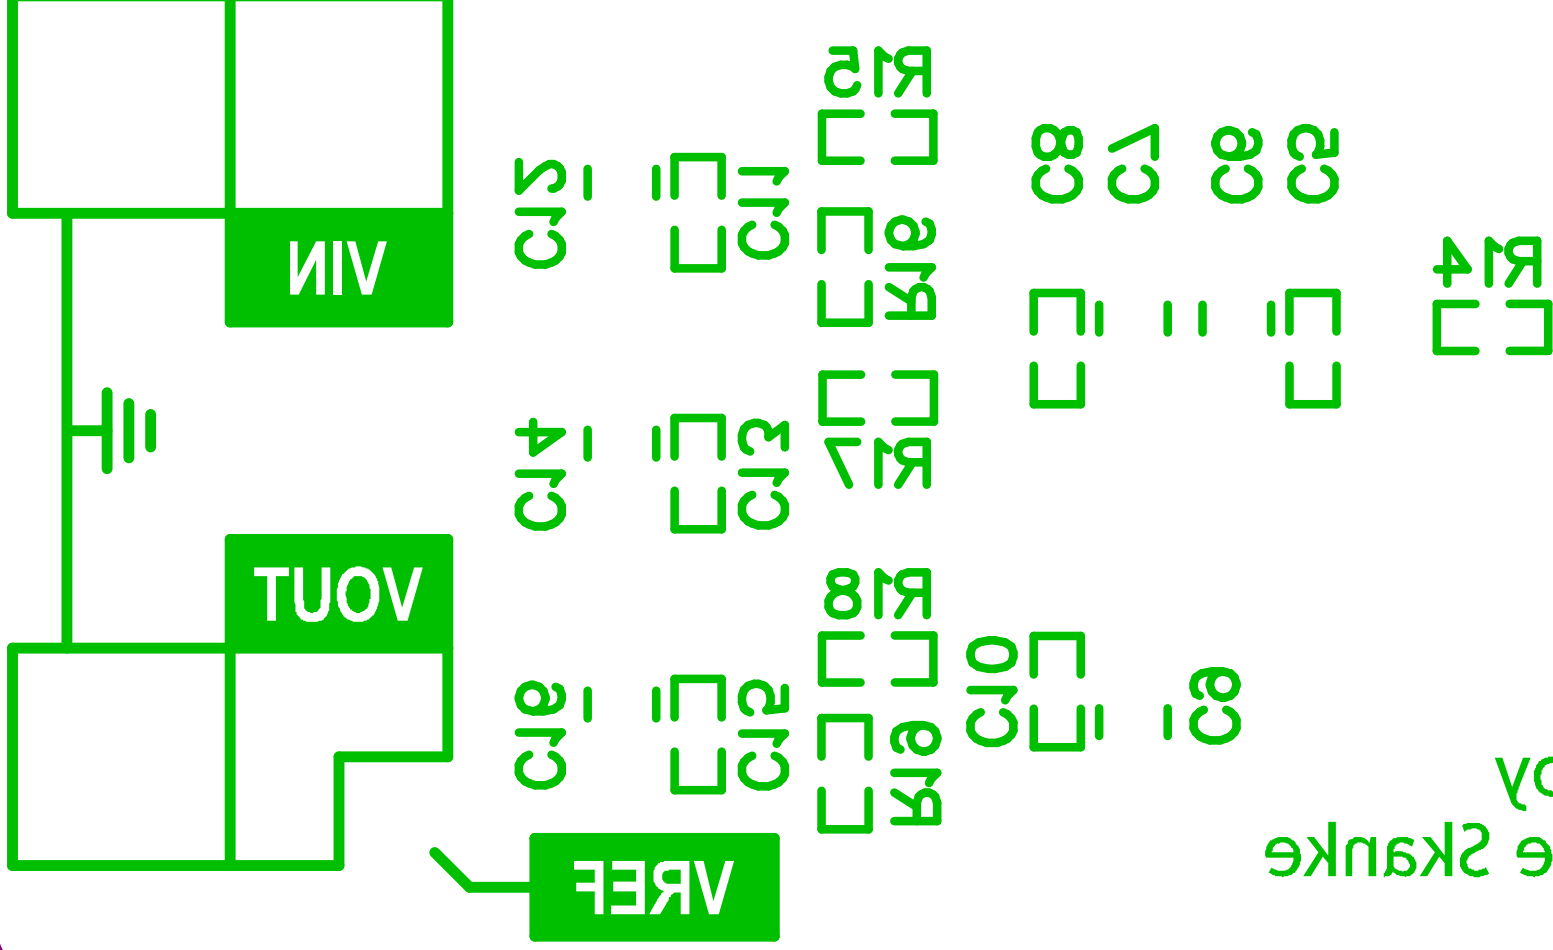 R15
C8
C7
C6
C5
C12
C11
R16
VIN
R14
C14
C13
R17
VOUT
R18
C10
C16
C15
R19
C9
by
e Skanke
VREF